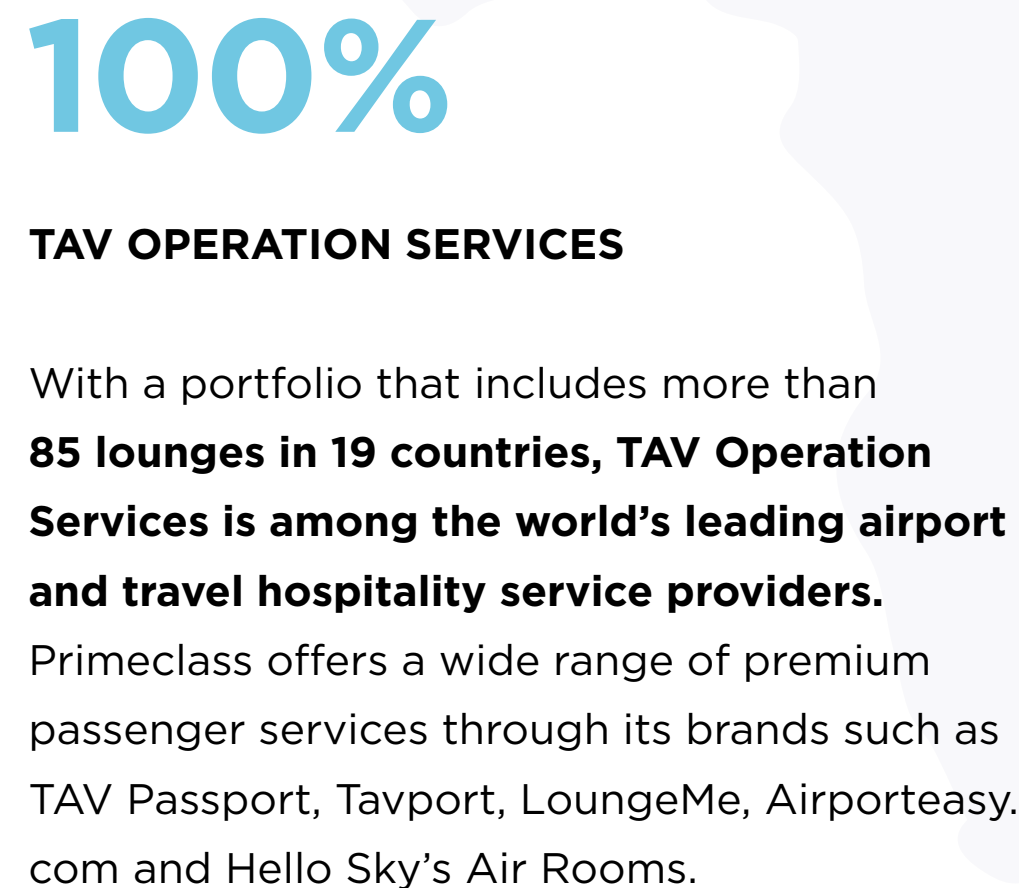 100%
TAV OPERATION SERVICES
With a portfolio that includes more than
85 lounges in 19 countries, TAV Operation
Services is among the world’s leading airport
and travel hospitality service providers.
Primeclass offers a wide range of premium
passenger services through its brands such as
TAV Passport, Tavport, LoungeMe, Airporteasy.
com and Hello Sky’s Air Rooms.